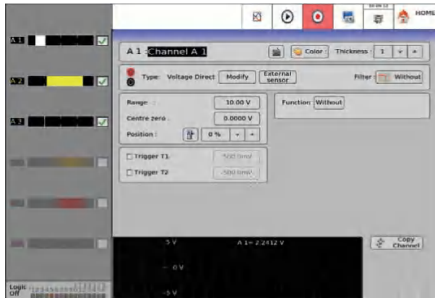 HOME
A 1
A 1 : Channel A 1
Color :
Thickness :
1
A 2
Type: Voltage Direct
Modify
External sensor
Filter :
Without
Range :
10.00 V
Function :
Without
Centre zero :
0.0000 V
A 3
Position :
0 %
Trigger T1
Trigger T2
5 V
A 1= 2.2412 V
Copy Channel
0 V
-5 V
Logic
Off